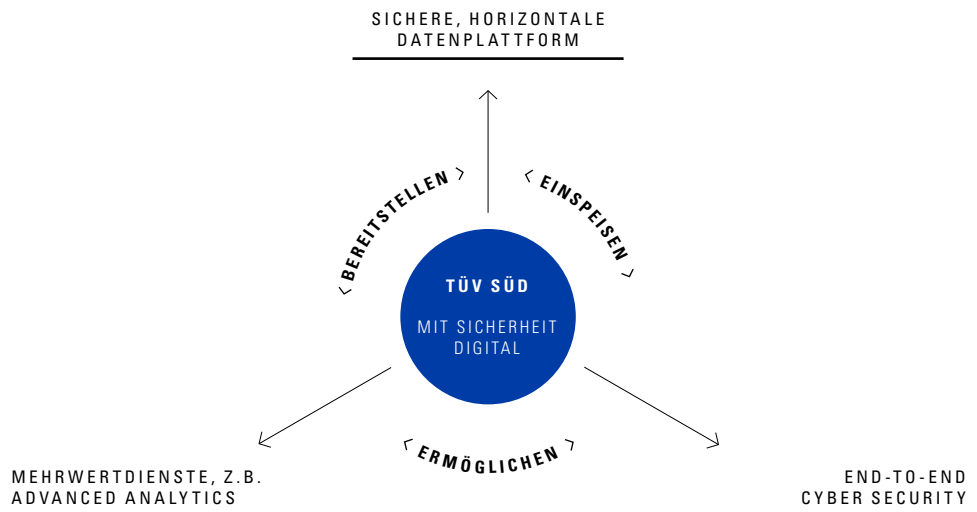 SICHERE, HORIZONTALE
DATENPLATTFORM
BEREITSTELLEN
EINSPEISEN
TÜV SÜD
MIT SICHERHEIT
DIGITAL
ERMÖGLICHEN
MEHRWERTDIENSTE, Z.B.
ADVANCED ANALYTICS
END-TO-END
CYBER SECURITY